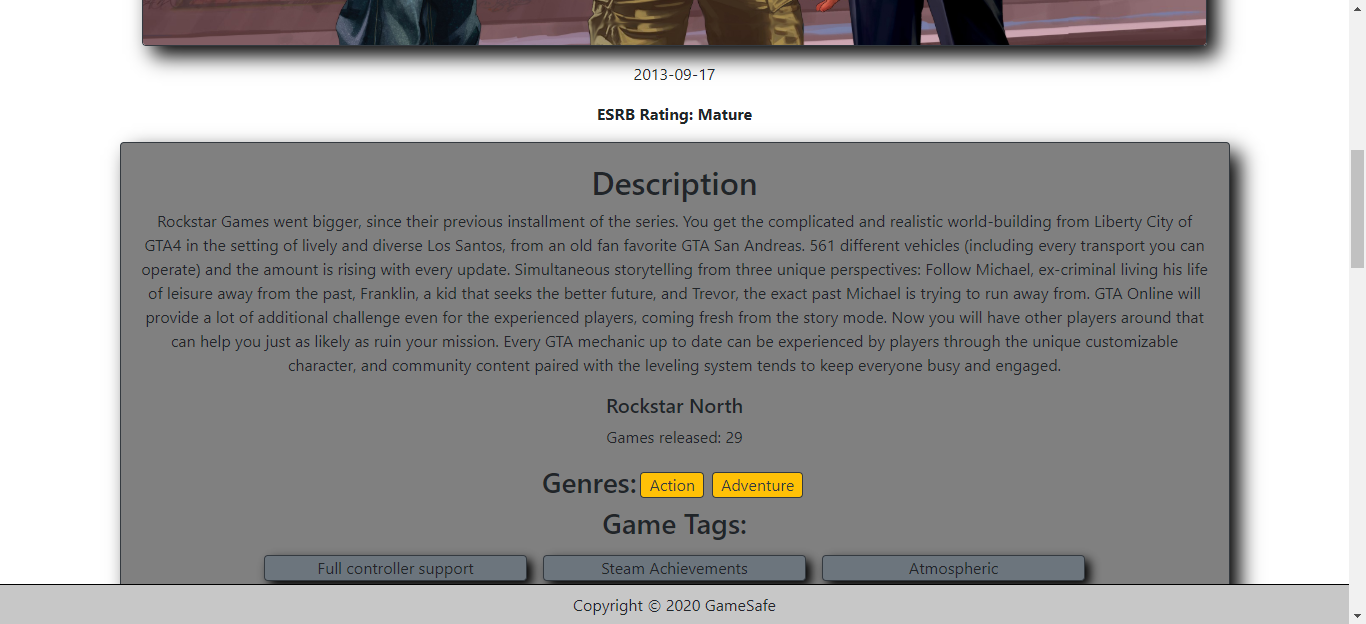 2013-09-17
ESRB Rating: Mature
Description
Rockstar Games went bigger, since their previous installment of the series. You get the complicated and realistic world-building from Liberty City of
GTA4 in the setting of lively and diverse Los Santos, from an old fan favorite GTA San Andreas. 561 different vehicles (including every transport you can
operate) and the amount is rising with every update. Simultaneous storytelling from three unique perspectives: Follow Michael, ex-criminal living his life
of leisure away from the past, Franklin, a kid that seeks the better future, and Trevor, the exact past Michael is trying to run away from. GTA Online will
provide a lot of additional challenge even for the experienced players, coming fresh from the story mode. Now you will have other players around that
can help you just as likely as ruin your mission. Every GTA mechanic up to date can be experienced by players through the unique customizable
character, and community content paired with the leveling system tends to keep everyone busy and engaged.
Rockstar North
Games released: 29
Genres: Action Adventure
Game Tags:
Full controller support Steam Achievements Atmospheric
Copyright © 2020 GameSafe